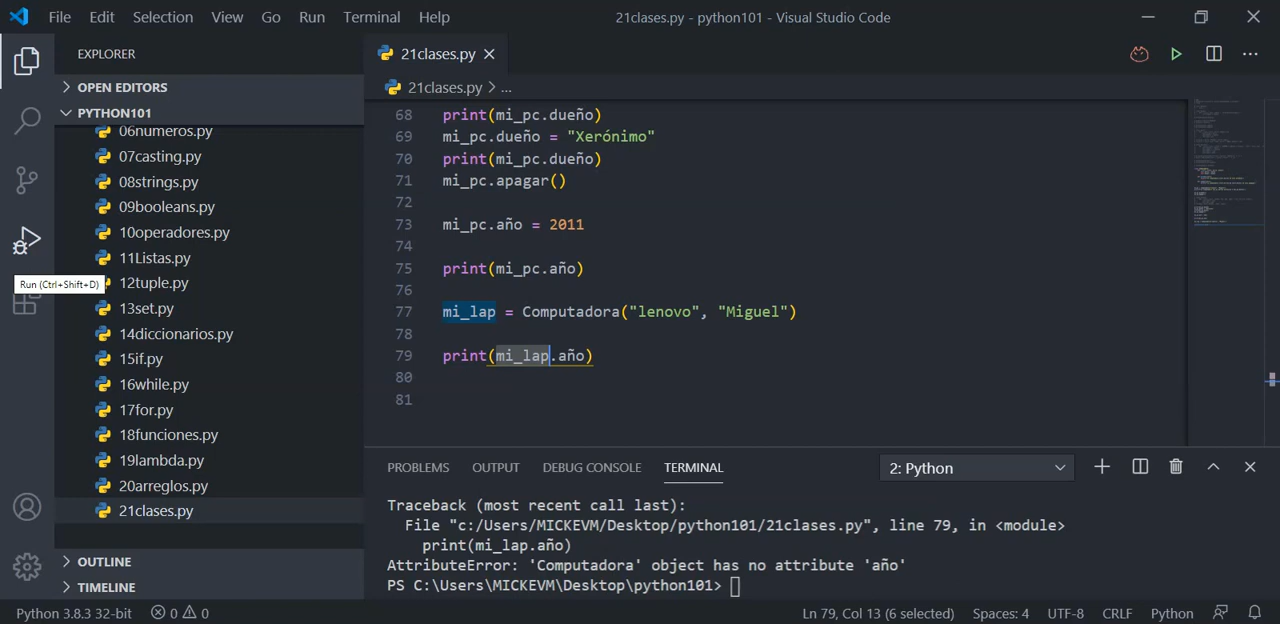 File Edit Selection View Go Run Terminal Help 21clases.py - python101 - Visual Studio Code
EXPLORER
OPEN EDITORS
PYTHON101
06numeros.py
07casting.py
08strings.py
09booleans.py
10operadores.py
11Listas.py
Run (Ctrl+Shift+D)
12tuple.py
13set.py
14diccionarios.py
15if.py
16while.py
17for.py
18funciones.py
19lambda.py
20arreglos.py
21clases.py
OUTLINE
TIMELINE
21clases.py
21clases.py > ...
68 print(mi_pc.dueño)
69 mi_pc.dueño = "Xerónimo"
70 print(mi_pc.dueño)
71 mi_pc.apagar()
72
73 mi_pc.año = 2011
74
75 print(mi_pc.año)
76
77 mi_lap = Computadora("lenovo", "Miguel")
78
79 print(mi_lap.año)
80
81
PROBLEMS OUTPUT DEBUG CONSOLE TERMINAL 2: Python
Traceback (most recent call last):
File "c:/Users/MICKEVM/Desktop/python101/21clases.py", line 79, in <module>
print(mi_lap.año)
AttributeError: 'Computadora' object has no attribute 'año'
PS C:\Users\MICKEVM\Desktop\python101>
Python 3.8.3 32-bit 0 0 Ln 79, Col 13 (6 selected) Spaces: 4 UTF-8 CRLF Python